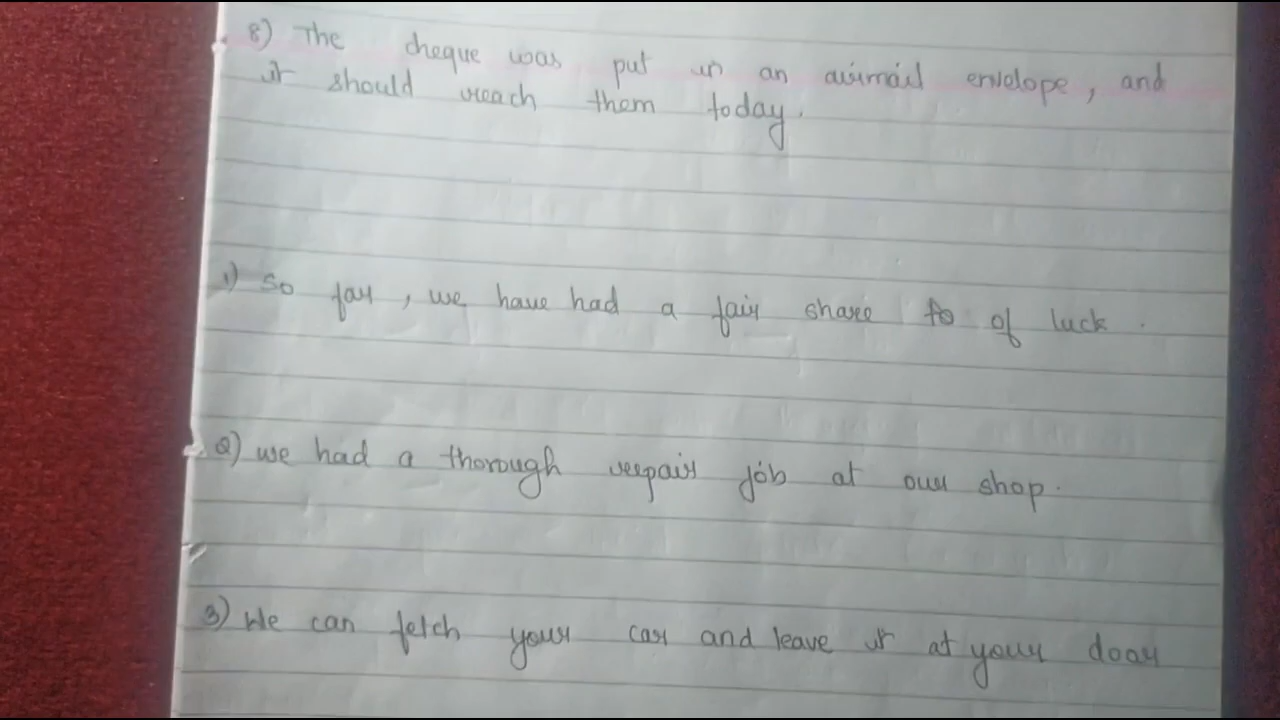 8) The cheque was put in an airmail envelope, and
it should reach them today.
1) So far, we have had a fair share to of luck.
2) we had a thorough repair job at our shop.
3) We can fetch your car and leave it at your door